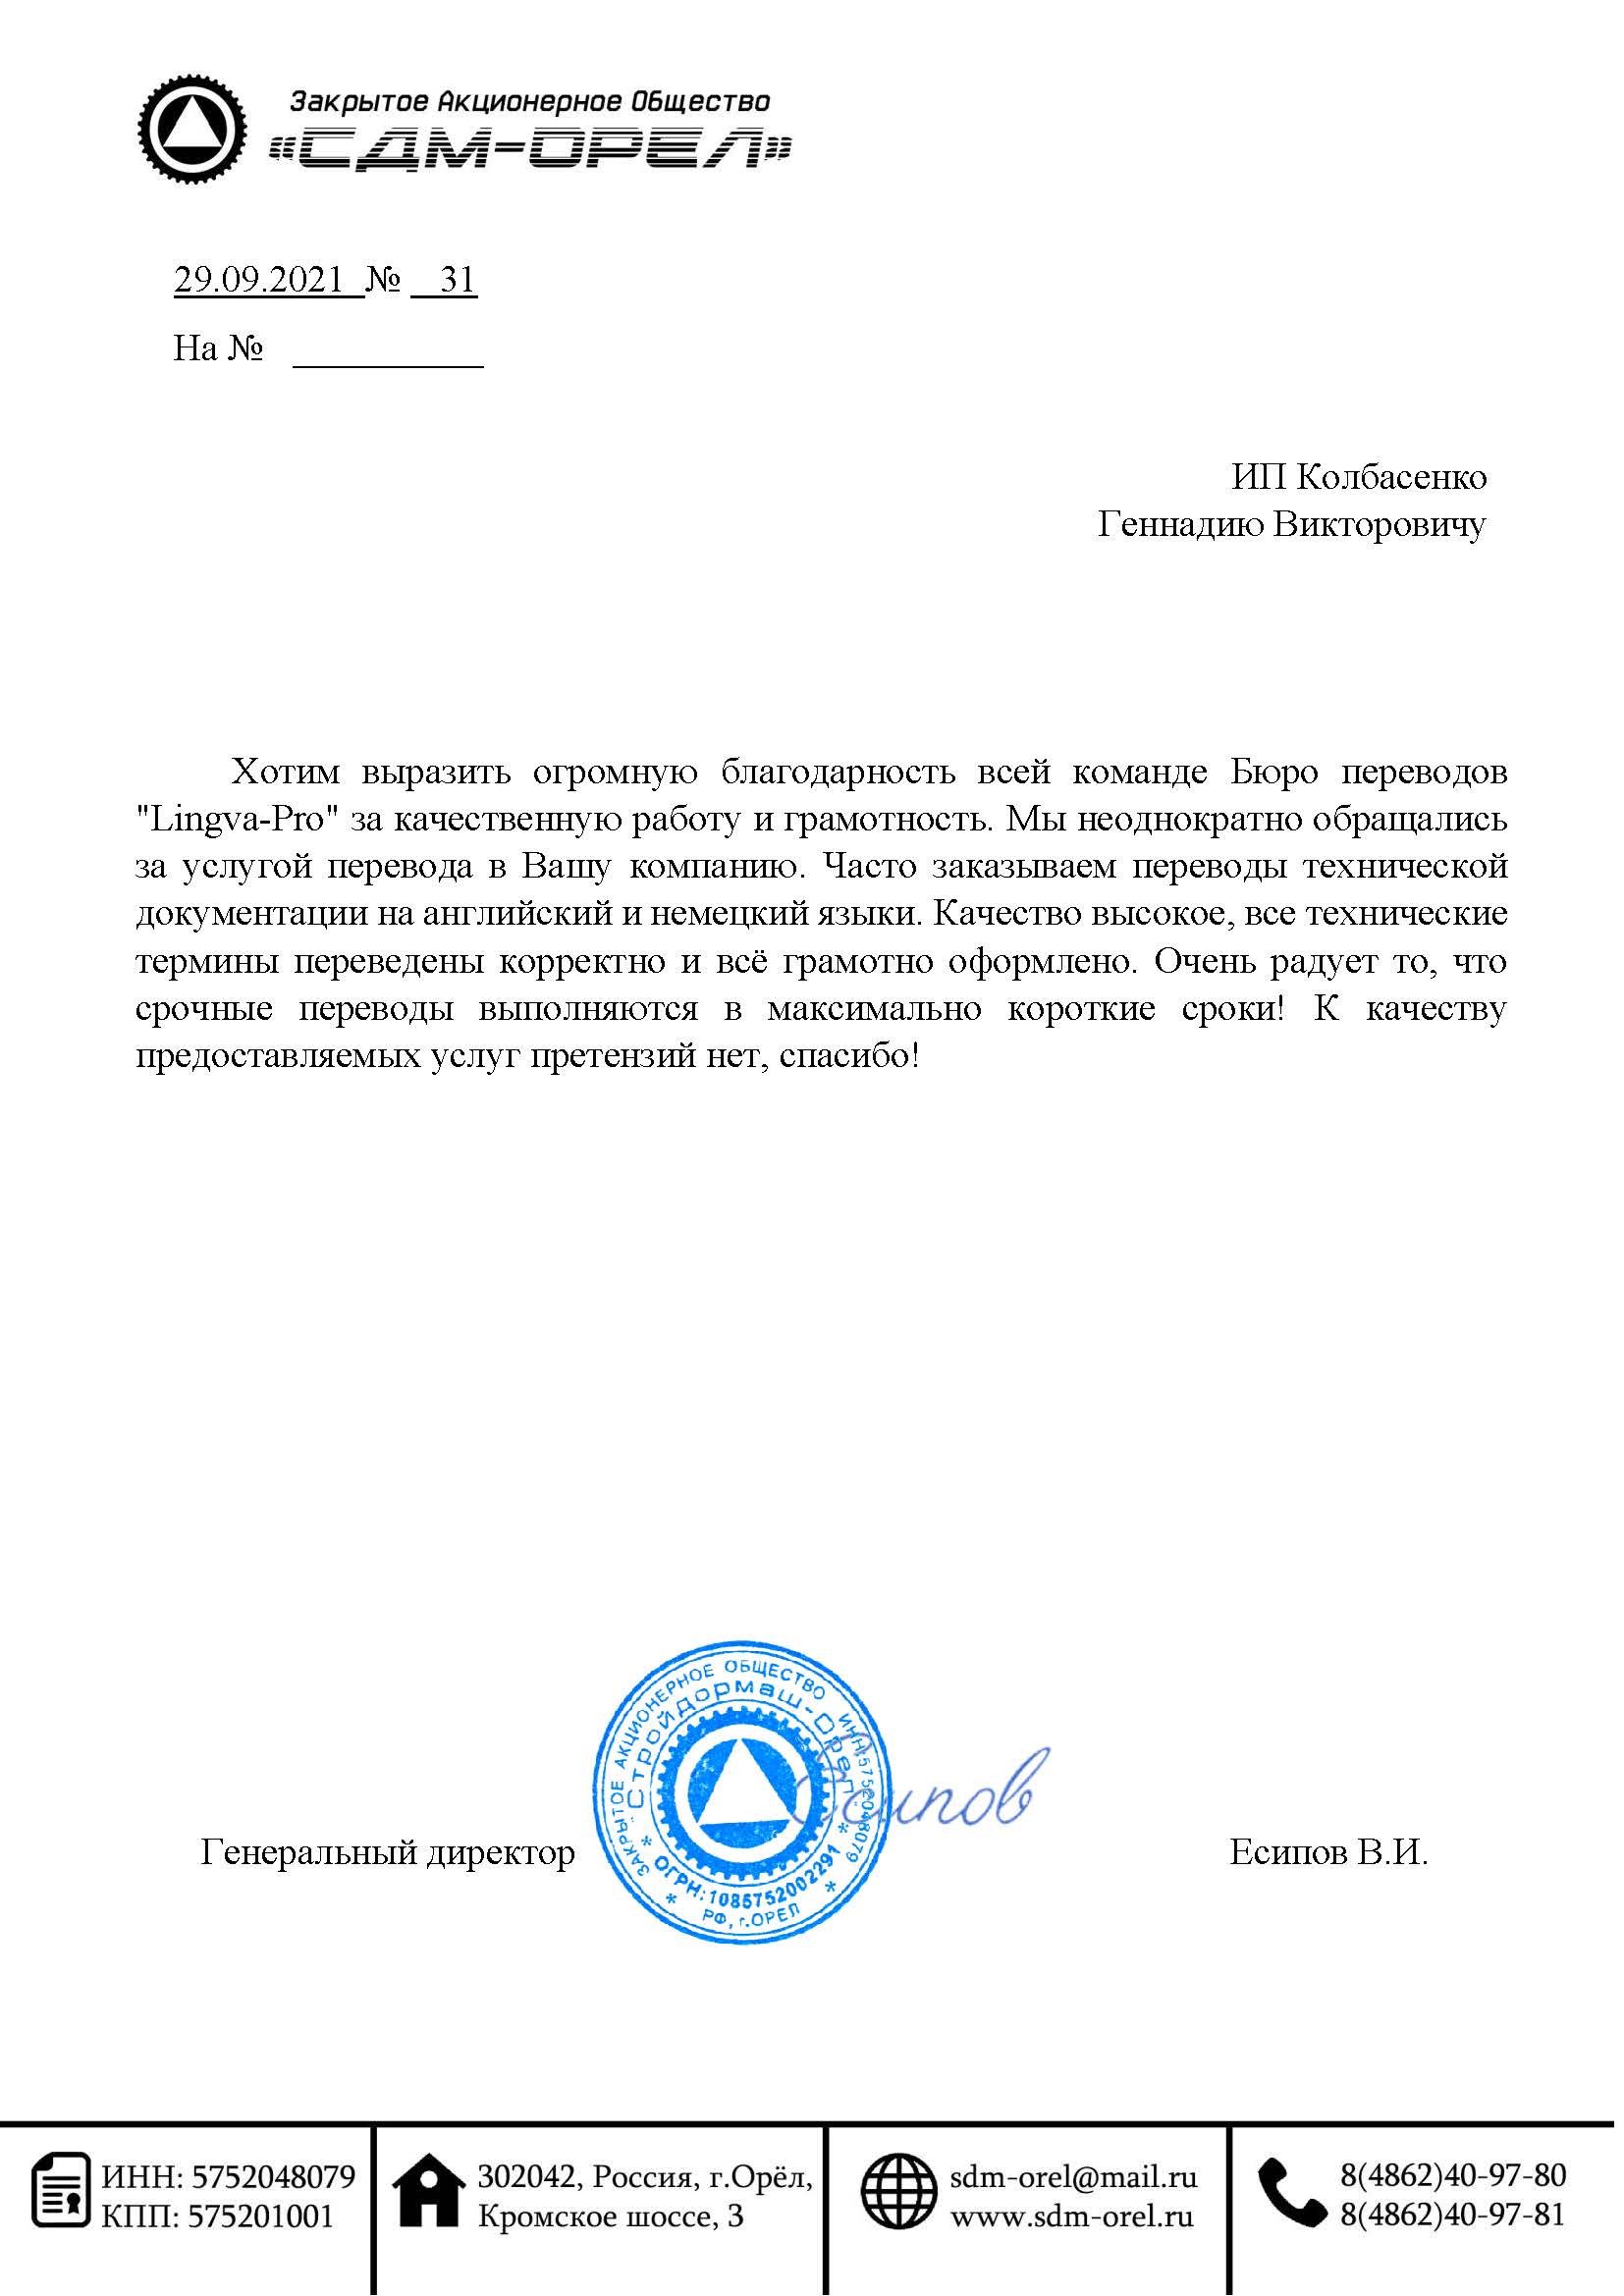 Закрытое Акционерное Общество
«СДМ-ОРЕЛ»
29.09.2021 № 31
На № ___________
ИП Колбасенко
Геннадию Викторовичу
Хотим выразить огромную благодарность всей команде Бюро переводов
"Lingva-Pro" за качественную работу и грамотность. Мы неоднократно обращались
за услугой перевода в Вашу компанию. Часто заказываем переводы технической
документации на английский и немецкий языки. Качество высокое, все технические
термины переведены корректно и всё грамотно оформлено. Очень радует то, что
срочные переводы выполняются в максимально короткие сроки! К качеству
предоставляемых услуг претензий нет, спасибо!
ЗАКРЫТОЕ АКЦИОНЕРНОЕ ОБЩЕСТВО ИНН:5752048079
"Стройдормаш-Орел"
* ОГРН:1085752002291 *
* РФ, г.ОРЕЛ *
Есипов
Генеральный директор
Есипов В.И.
ИНН: 5752048079
КПП: 575201001
302042, Россия, г.Орёл,
Кромское шоссе, 3
sdm-orel@mail.ru
www.sdm-orel.ru
8(4862)40-97-80
8(4862)40-97-81